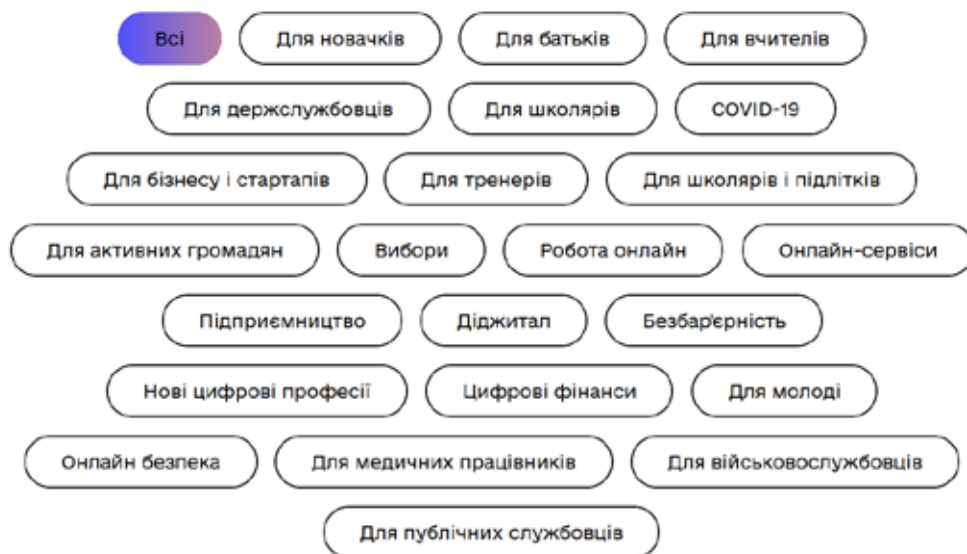 Всі Для новачків Для батьків Для вчителів
Для держслужбовців Для школярів COVID-19
Для бізнесу і стартапів Для тренерів Для школярів і підлітків
Для активних громадян Вибори Робота онлайн Онлайн-сервіси
Підприємництво Діджитал Безбар'єрність
Нові цифрові професії Цифрові фінанси Для молоді
Онлайн безпека Для медичних працівників Для військовослужбовців
Для публічних службовців